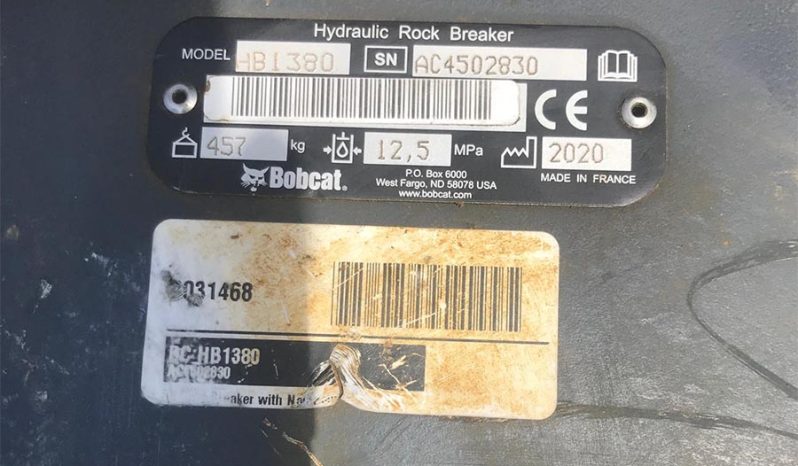 Hydraulic Rock Breaker
MODEL HB1380 SN AC4502830
CE
457 kg 12,5 MPa 2020
Bobcat. P.O. Box 6000 MADE IN FRANCE
West Fargo, ND 58078 USA
www.bobcat.com
031468
HB1380
AC4502830
with